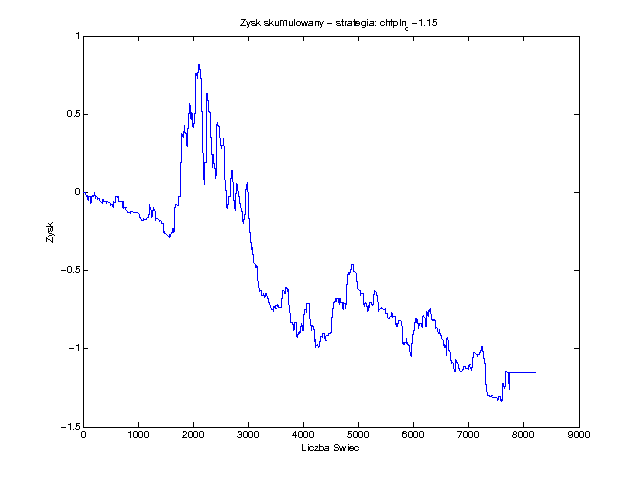 Zysk skumulowany – strategia: chfpln_c –1.15
1
0.5
0
−0.5
−1
−1.5
Zysk
0 1000 2000 3000 4000 5000 6000 7000 8000 9000
Liczba Swiec